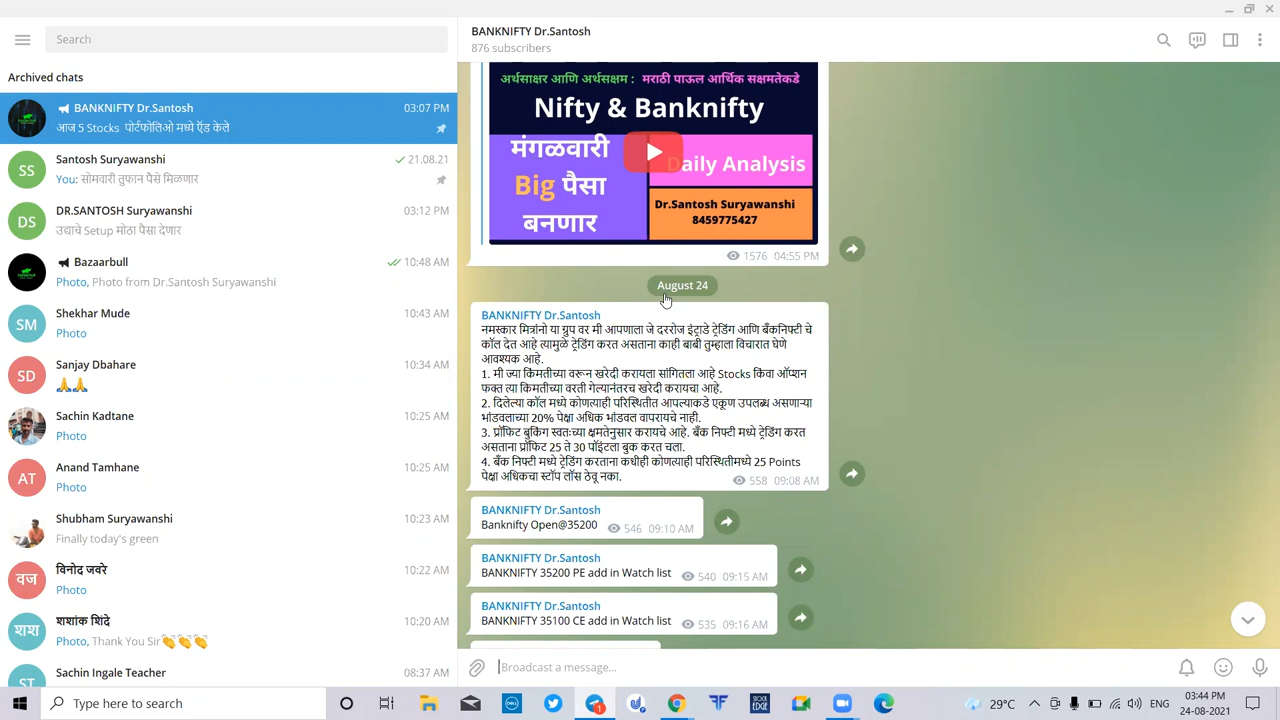 Search
Archived chats
BANKNIFTY Dr.Santosh
03:07 PM
आज 5 Stocks पोर्टफोलिओ मध्ये ऍड केले
SS
Santosh Suryawanshi
21.08.21
You: सोमवारी तुफान पैसे मिळणार
DS
DR.SANTOSH Suryawanshi
03:12 PM
उद्याचे Setup मोठा पैसा देणार
Bazaarbull
10:48 AM
Photo, Photo from Dr.Santosh Suryawanshi
SM
Shekhar Mude
10:43 AM
Photo
SD
Sanjay Dbahare
10:34 AM
🙏🙏
Sachin Kadtane
10:25 AM
Photo
AT
Anand Tamhane
10:25 AM
Photo
Shubham Suryawanshi
10:23 AM
Finally today's green
वज
विनोद जवरे
10:22 AM
Photo
शश
शशांक शिंदे
10:20 AM
Photo, Thank You Sir👏👏👏
ST
Sachin Ingale Teacher
08:37 AM
BANKNIFTY Dr.Santosh
876 subscribers
अर्थसाक्षर आणि अर्थसक्षम : मराठी पाऊल आर्थिक सक्षमतेकडे
Nifty & Banknifty
मंगळवारी
Big पैसा
बनणार
Daily Analysis
Dr.Santosh Suryawanshi
8459775427
1576 04:55 PM
August 24
BANKNIFTY Dr.Santosh
नमस्कार मित्रांनो या ग्रुप वर मी आपणाला जे दररोज इंट्राडे ट्रेडिंग आणि बँकनिफ्टी चे
कॉल देत आहे त्यामुळे ट्रेडिंग करत असताना काही बाबी तुम्हाला विचारात घेणे
आवश्यक आहे.
1. मी ज्या किंमतीच्या वरून खरेदी करायला सांगितला आहे Stocks किंवा ऑप्शन
फक्त त्या किमतीच्या वरती गेल्यानंतरच खरेदी करायचा आहे.
2. दिलेल्या कॉल मध्ये कोणत्याही परिस्थितीत आपल्याकडे एकूण उपलब्ध असणाऱ्या
भांडवलाच्या 20% पेक्षा अधिक भांडवल वापरायचे नाही.
3. प्रॉफिट बुकिंग स्वतःच्या क्षमतेनुसार करायचे आहे. बँक निफ्टी मध्ये ट्रेडिंग करत
असताना प्रॉफिट 25 ते 30 पॉइंटला बुक करत चला.
4. बँक निफ्टी मध्ये ट्रेडिंग करताना कधीही कोणत्याही परिस्थितीमध्ये 25 Points
पेक्षा अधिकचा स्टॉप लॉस ठेवू नका.
558 09:08 AM
BANKNIFTY Dr.Santosh
Banknifty Open@35200
546 09:10 AM
BANKNIFTY Dr.Santosh
BANKNIFTY 35200 PE add in Watch list
540 09:15 AM
BANKNIFTY Dr.Santosh
BANKNIFTY 35100 CE add in Watch list
535 09:16 AM
Broadcast a message...
Type here to search
DELL
1
STOCK
EDGE
29°C
ENG
03:44 PM
24-08-2021